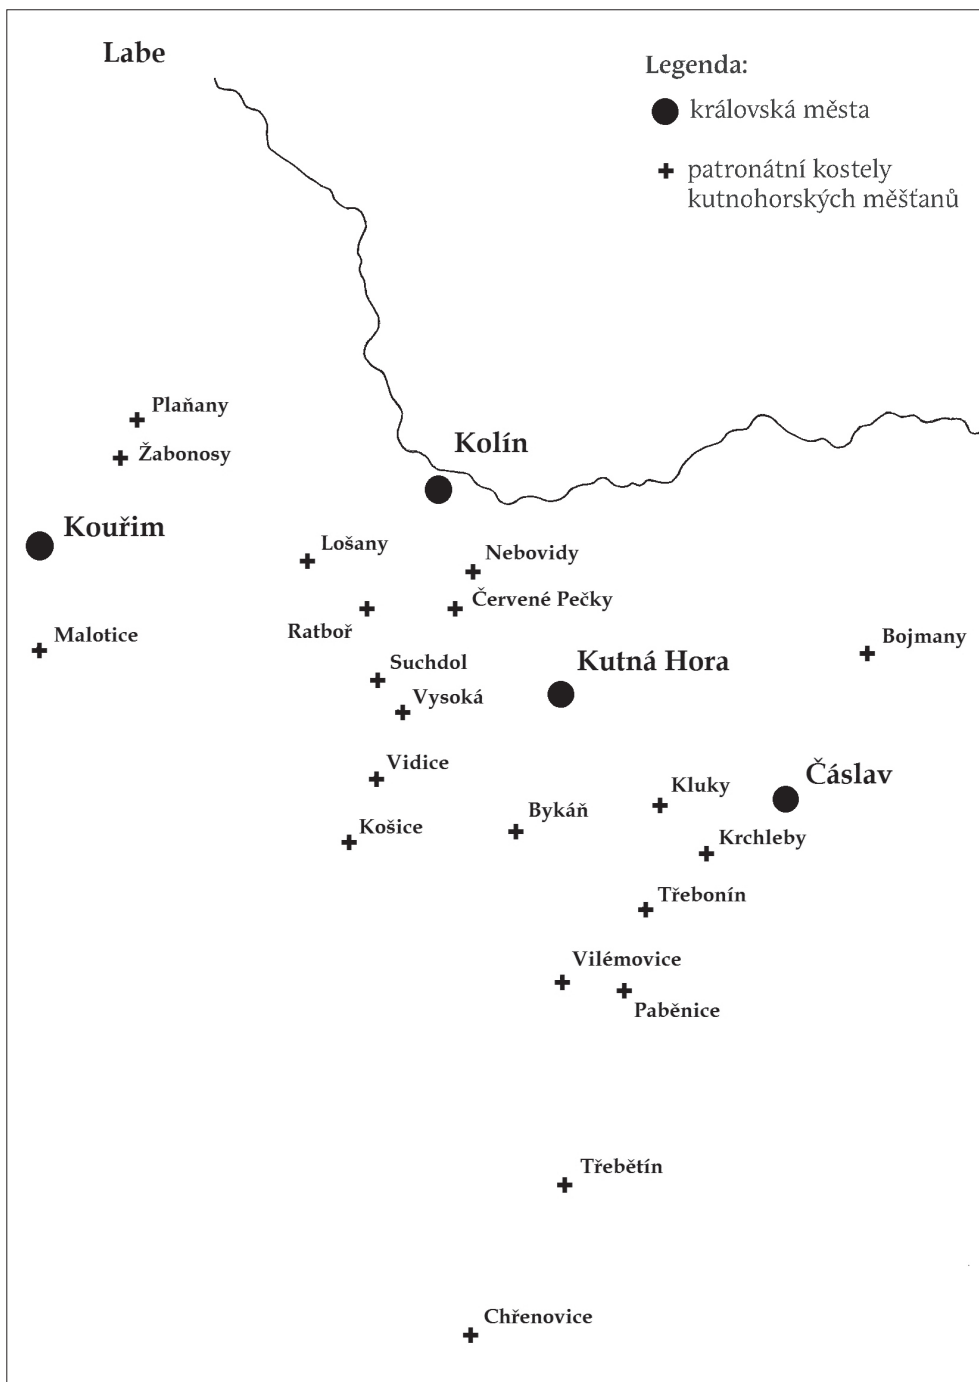 Labe
Legenda:
královská města
patronátní kostely
kutnohorských měšťanů
Plaňany
Žabonosy
Kolín
Kouřim
Lošany
Nebovidy
Červené Pečky
Ratboř
Malotice
Bojmany
Suchdol
Kutná Hora
Vysoká
Vidice
Čáslav
Kluky
Bykáň
Košice
Krchleby
Třebonín
Vilémovice
Paběnice
Třebětín
Chřenovice